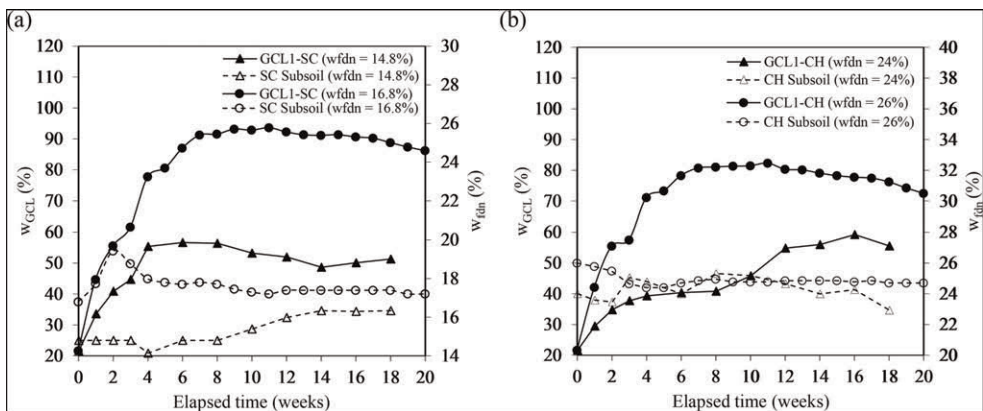 (a)
120
110
100
90
80
70
60
50
40
30
20
w_GCL (%)
30
28
26
24
22
20
18
16
14
w_fdn (%)
GCL1-SC (wfdn = 14.8%)
SC Subsoil (wfdn = 14.8%)
GCL1-SC (wfdn = 16.8%)
SC Subsoil (wfdn = 16.8%)
0 2 4 6 8 10 12 14 16 18 20
Elapsed time (weeks)
(b)
120
110
100
90
80
70
60
50
40
30
20
w_GCL (%)
40
38
36
34
32
30
28
26
24
22
20
w_fdn (%)
GCL1-CH (wfdn = 24%)
CH Subsoil (wfdn = 24%)
GCL1-CH (wfdn = 26%)
CH Subsoil (wfdn = 26%)
0 2 4 6 8 10 12 14 16 18 20
Elapsed time (weeks)